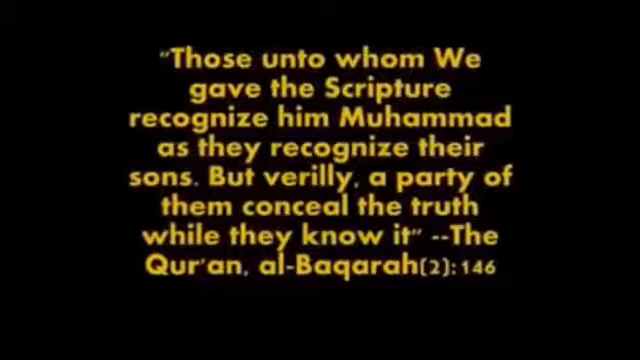 "Those unto whom We
gave the Scripture
recognize him Muhammad
as they recognize their
sons. But verilly, a party of
them conceal the truth
while they know it" --The
Qur'an, al-Baqarah(2):146